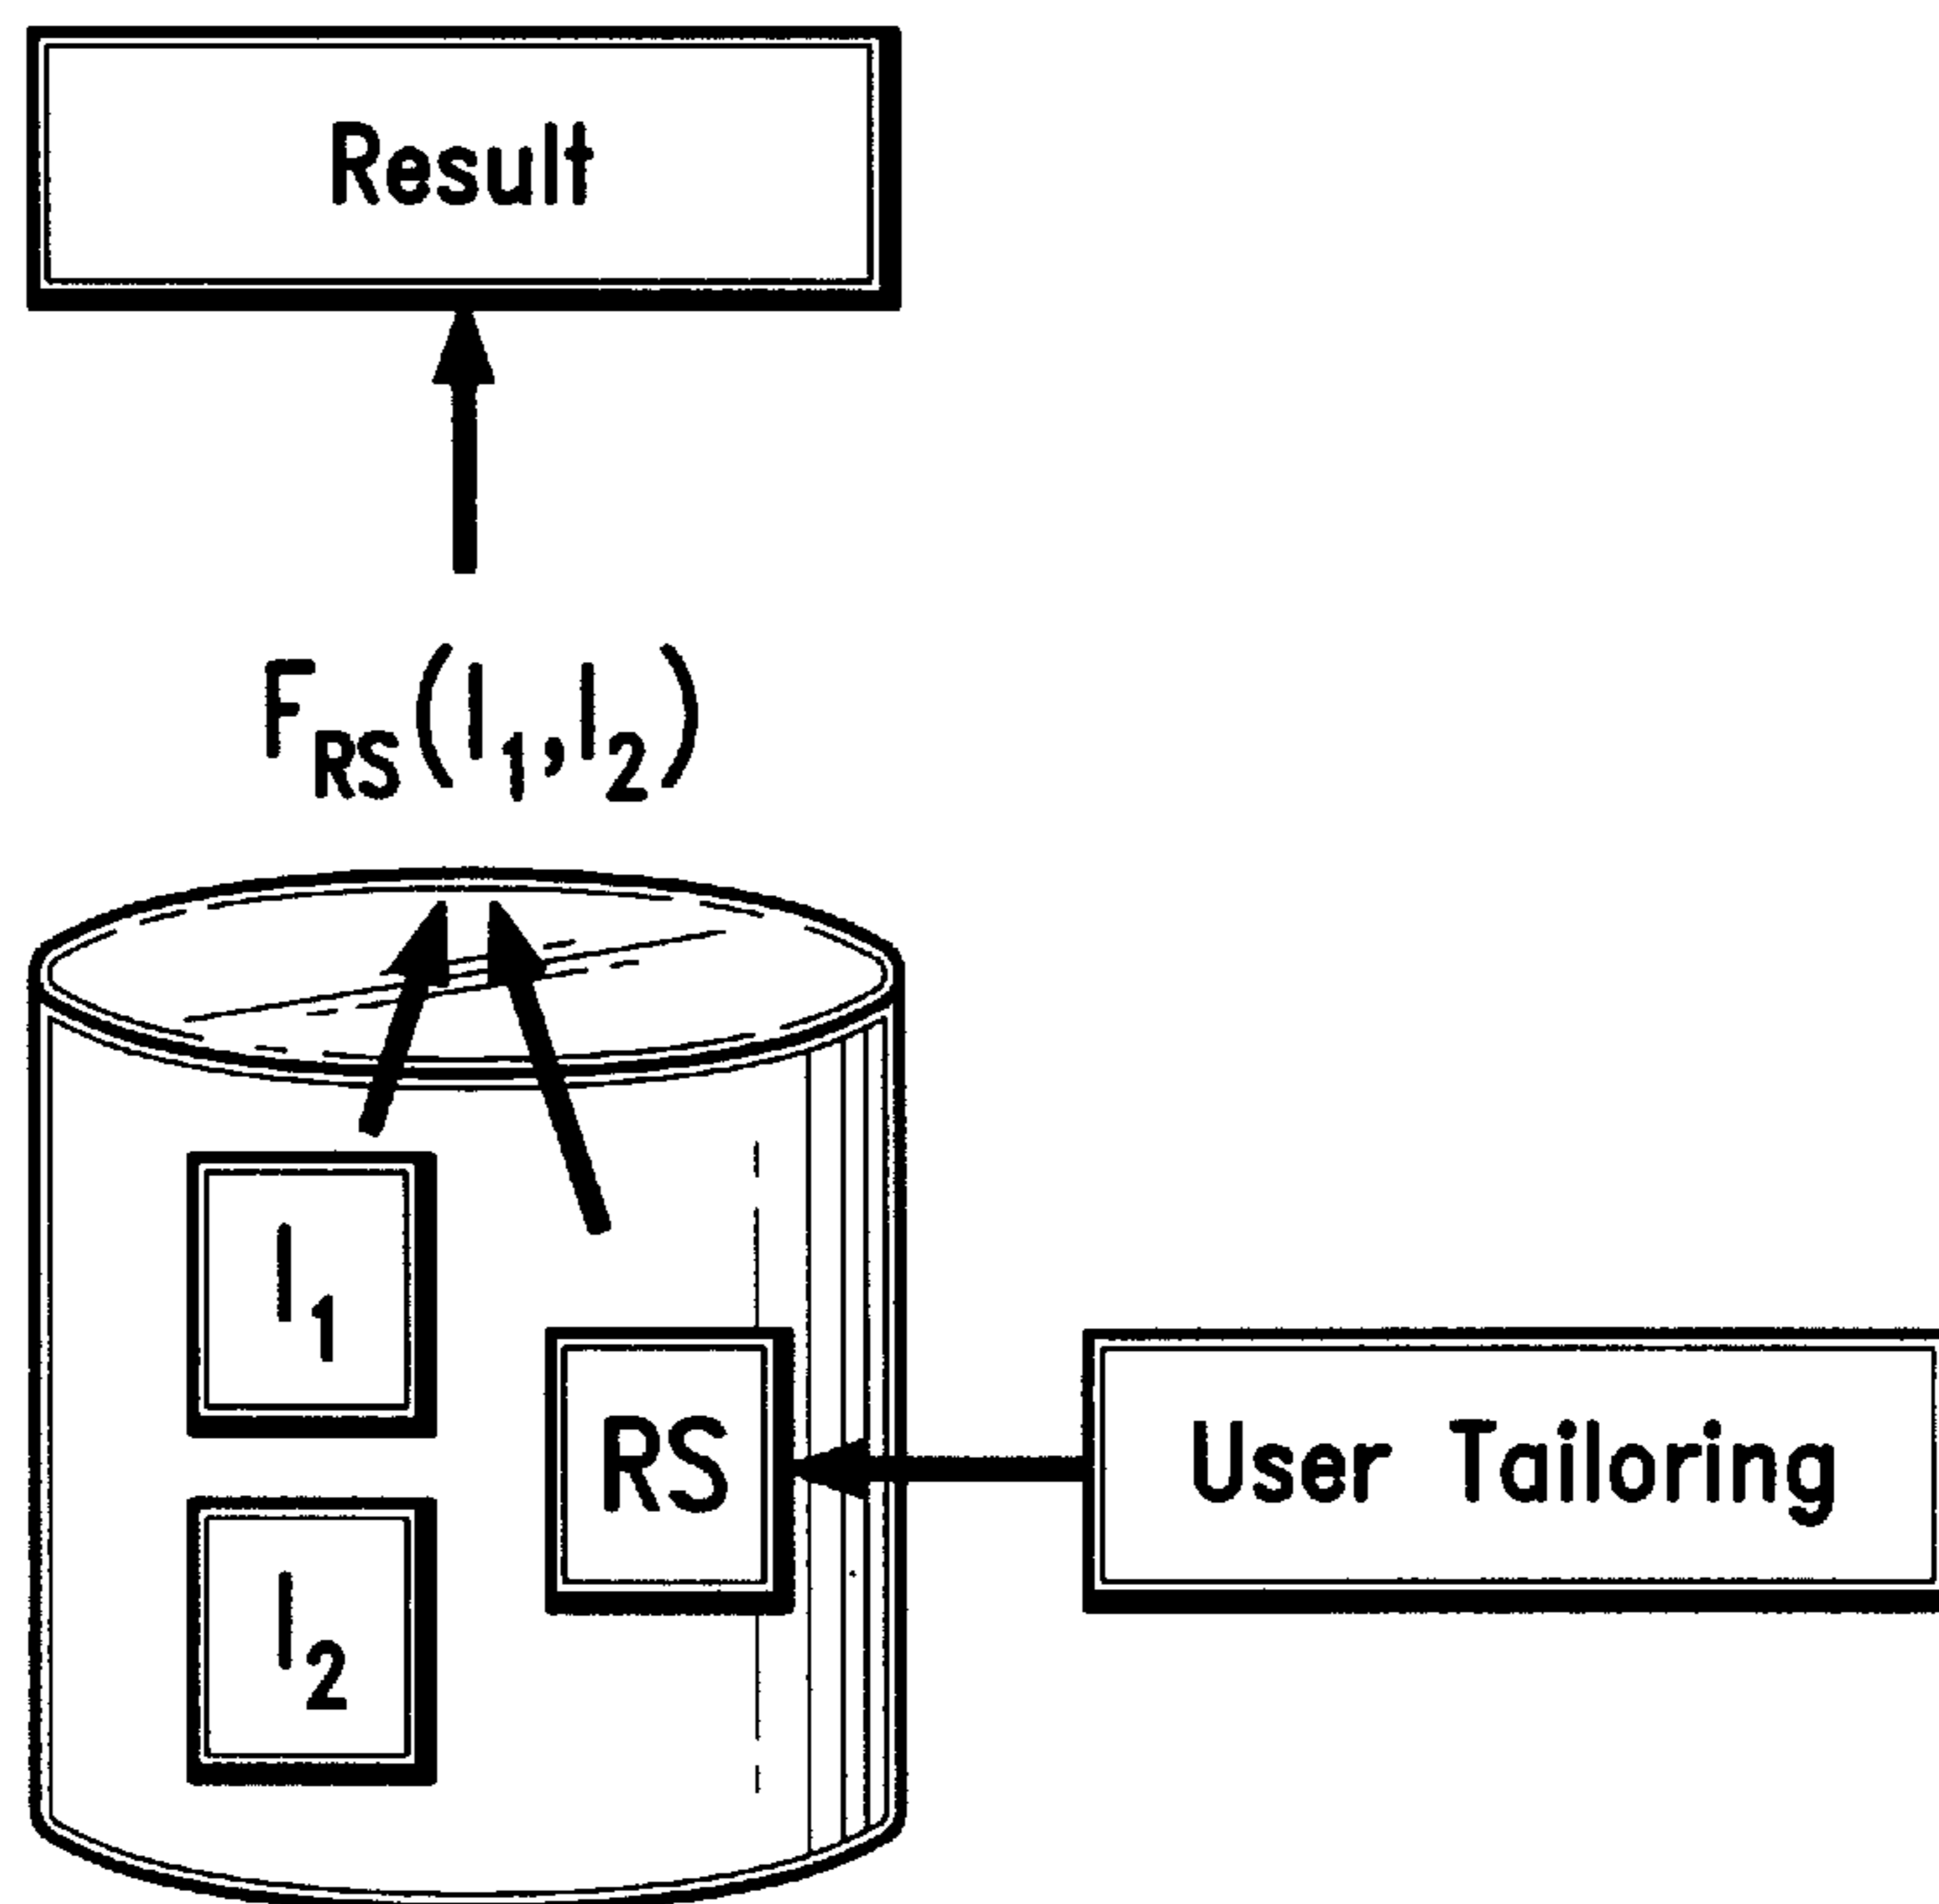 Result
F_RS(I_1,I_2)
I_1
RS
User Tailoring
I_2